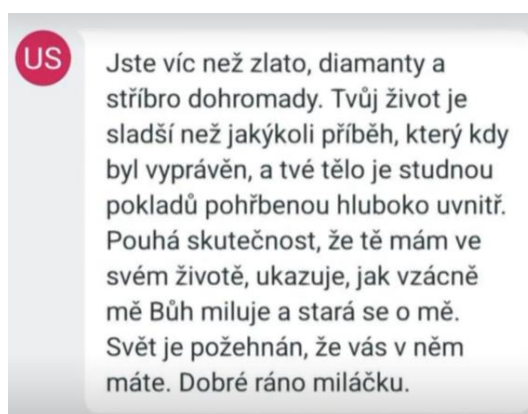 US
Jste víc než zlato, diamanty a
stříbro dohromady. Tvůj život je
sladší než jakýkoli příběh, který kdy
byl vyprávěn, a tvé tělo je studnou
pokladů pohřbenou hluboko uvnitř.
Pouhá skutečnost, že tě mám ve
svém životě, ukazuje, jak vzácně
mě Bůh miluje a stará se o mě.
Svět je požehnán, že vás v něm
máte. Dobré ráno miláčku.